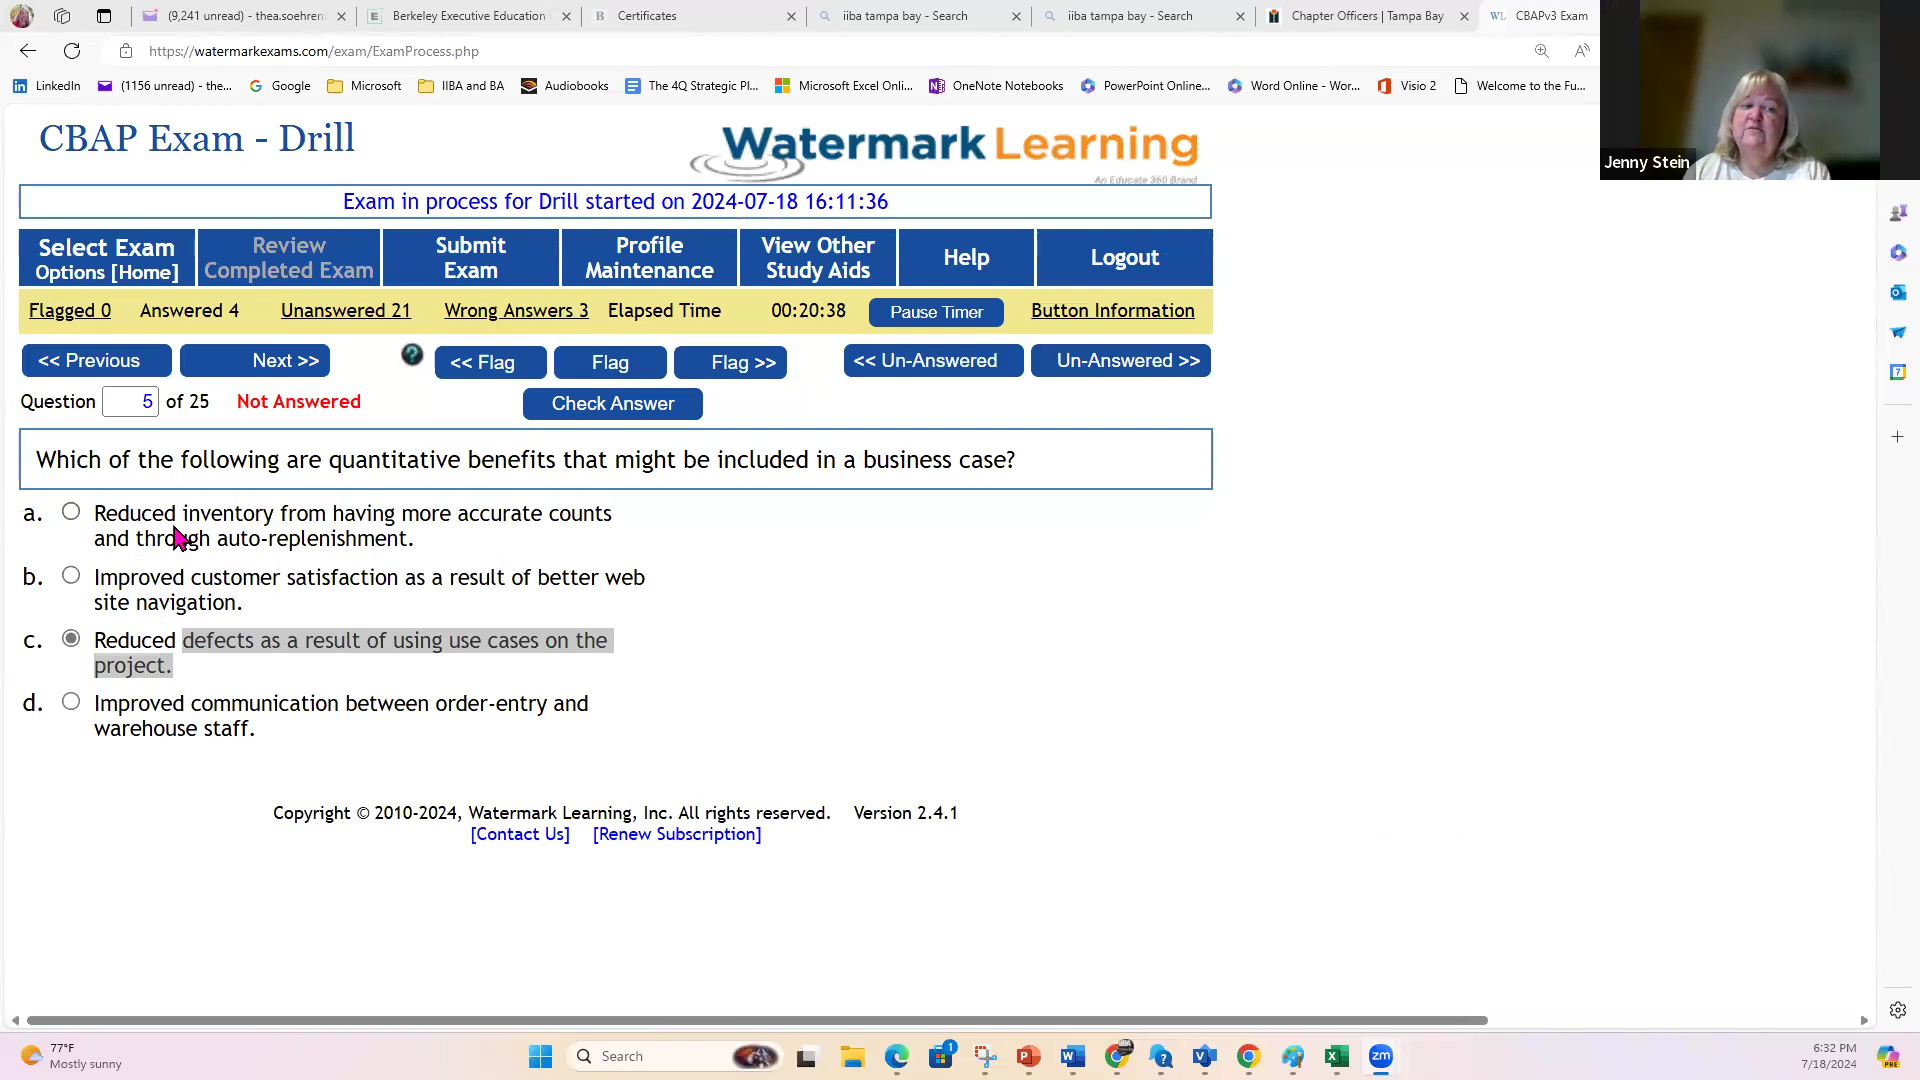 (9,241 unread) - thea.soehren
Berkeley Executive Education
Certificates
iiba tampa bay - Search
iiba tampa bay - Search
Chapter Officers | Tampa Bay
CBAPv3 Exam
https://watermarkexams.com/exam/ExamProcess.php
LinkedIn
(1156 unread) - the...
Google
Microsoft
IIBA and BA
Audiobooks
The 4Q Strategic Pl...
Microsoft Excel Onli...
OneNote Notebooks
PowerPoint Online...
Word Online - Wor...
Visio 2
Welcome to the Fu...
Jenny Stein
CBAP Exam - Drill
Watermark Learning
An Educate 360 Brand
Exam in process for Drill started on 2024-07-18 16:11:36
Select Exam
Options [Home]
Review
Completed Exam
Submit
Exam
Profile
Maintenance
View Other
Study Aids
Help
Logout
Flagged 0 Answered 4 Unanswered 21 Wrong Answers 3 Elapsed Time 00:20:38 Pause Timer Button Information
<< Previous Next >> ? << Flag Flag Flag >> << Un-Answered Un-Answered >>
Question 5 of 25 Not Answered Check Answer
Which of the following are quantitative benefits that might be included in a business case?
a. Reduced inventory from having more accurate counts
and through auto-replenishment.
b. Improved customer satisfaction as a result of better web
site navigation.
c. Reduced defects as a result of using use cases on the
project.
d. Improved communication between order-entry and
warehouse staff.
Copyright © 2010-2024, Watermark Learning, Inc. All rights reserved. Version 2.4.1
[Contact Us] [Renew Subscription]
77°F
Mostly sunny
Search
6:32 PM
7/18/2024